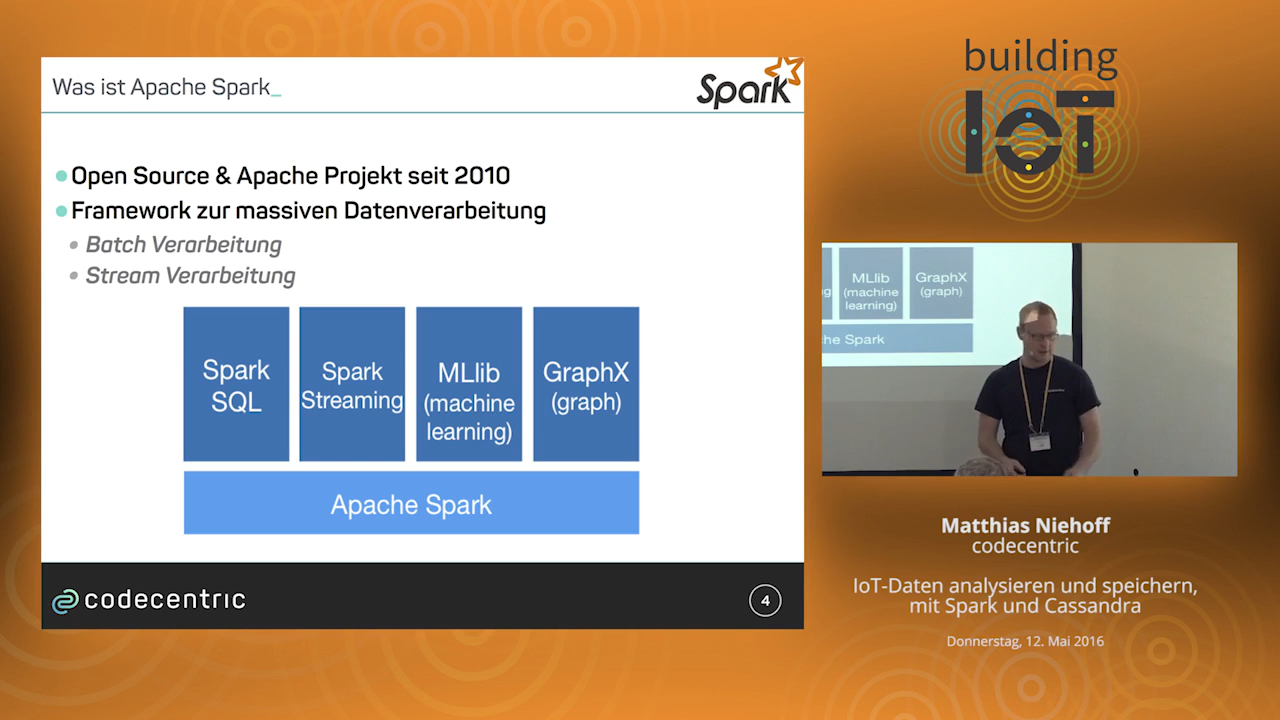 Was ist Apache Spark_
Spark
Open Source & Apache Projekt seit 2010
Framework zur massiven Datenverarbeitung
Batch Verarbeitung
Stream Verarbeitung
Spark
SQL
Spark
Streaming
MLlib
(machine
learning)
GraphX
(graph)
Apache Spark
codecentric
4
building
IoT
ng
MLlib
(machine
learning)
GraphX
(graph)
he Spark
Matthias Niehoff
codecentric
IoT-Daten analysieren und speichern,
mit Spark und Cassandra
Donnerstag, 12. Mai 2016